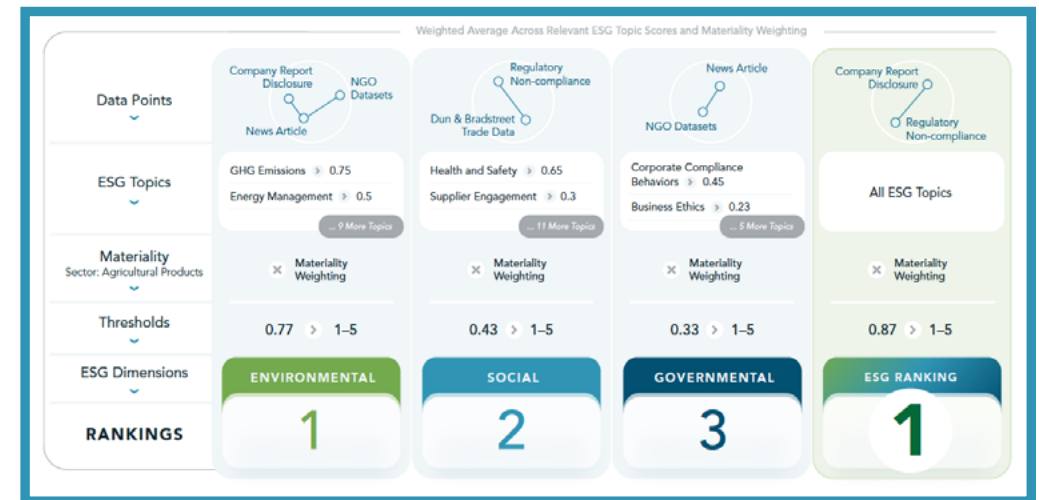 Weighted Average Across Relevant ESG Topic Scores and Materiality Weighting
Data Points
Company Report
Disclosure
NGO
Datasets
News Article
Regulatory
Non-compliance
Dun & Bradstreet
Trade Data
News Article
NGO Datasets
Company Report
Disclosure
Regulatory
Non-compliance
ESG Topics
GHG Emissions > 0.75
Energy Management > 0.5
... 9 More Topics
Health and Safety > 0.65
Supplier Engagement > 0.3
... 11 More Topics
Corporate Compliance
Behaviors > 0.45
Business Ethics > 0.23
... 5 More Topics
All ESG Topics
Materiality
Sector: Agricultural Products
× Materiality
Weighting
× Materiality
Weighting
× Materiality
Weighting
× Materiality
Weighting
Thresholds
0.77 > 1–5
0.43 > 1–5
0.33 > 1–5
0.87 > 1–5
ESG Dimensions
ENVIRONMENTAL
SOCIAL
GOVERNMENTAL
ESG RANKING
RANKINGS
1
2
3
1